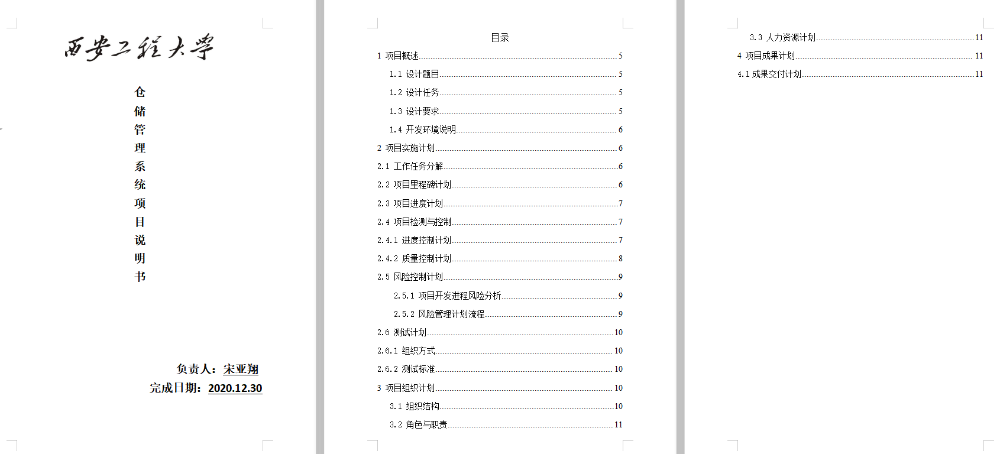 西安工程大学
仓
储
管
理
系
统
项
目
说
明
书
负责人：宋亚翔
完成日期：2020.12.30
目录
1 项目概述 5
1.1 设计题目 5
1.2 设计任务 5
1.3 设计要求 5
1.4 开发环境说明 6
2 项目实施计划 6
2.1 工作任务分解 6
2.2 项目里程碑计划 6
2.3 项目进度计划 7
2.4 项目检测与控制 7
2.4.1 进度控制计划 7
2.4.2 质量控制计划 8
2.5 风险控制计划 9
2.5.1 项目开发进程风险分析 9
2.5.2 风险管理计划流程 9
2.6 测试计划 10
2.6.1 组织方式 10
2.6.2 测试标准 10
3 项目组织计划 10
3.1 组织结构 10
3.2 角色与职责 11
3.3 人力资源计划 11
4 项目成果计划 11
4.1成果交付计划 11